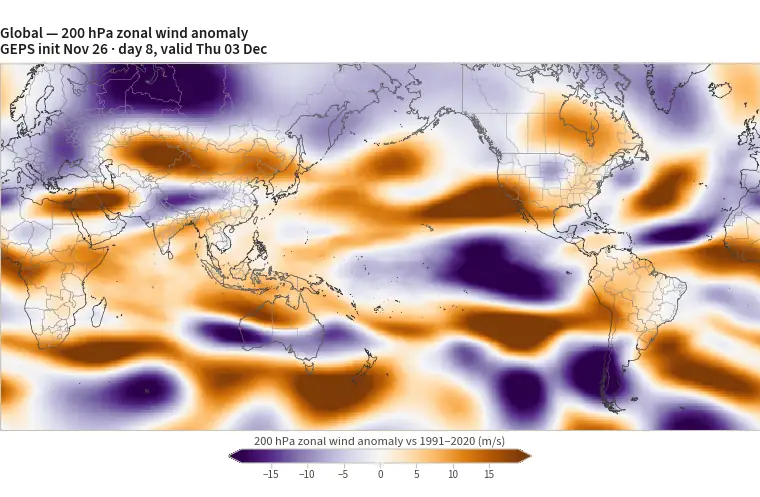 Global — 200 hPa zonal wind anomaly
GEPS init Nov 26 · day 8, valid Thu 03 Dec
200 hPa zonal wind anomaly vs 1991–2020 (m/s)
−15 −10 −5 0 5 10 15